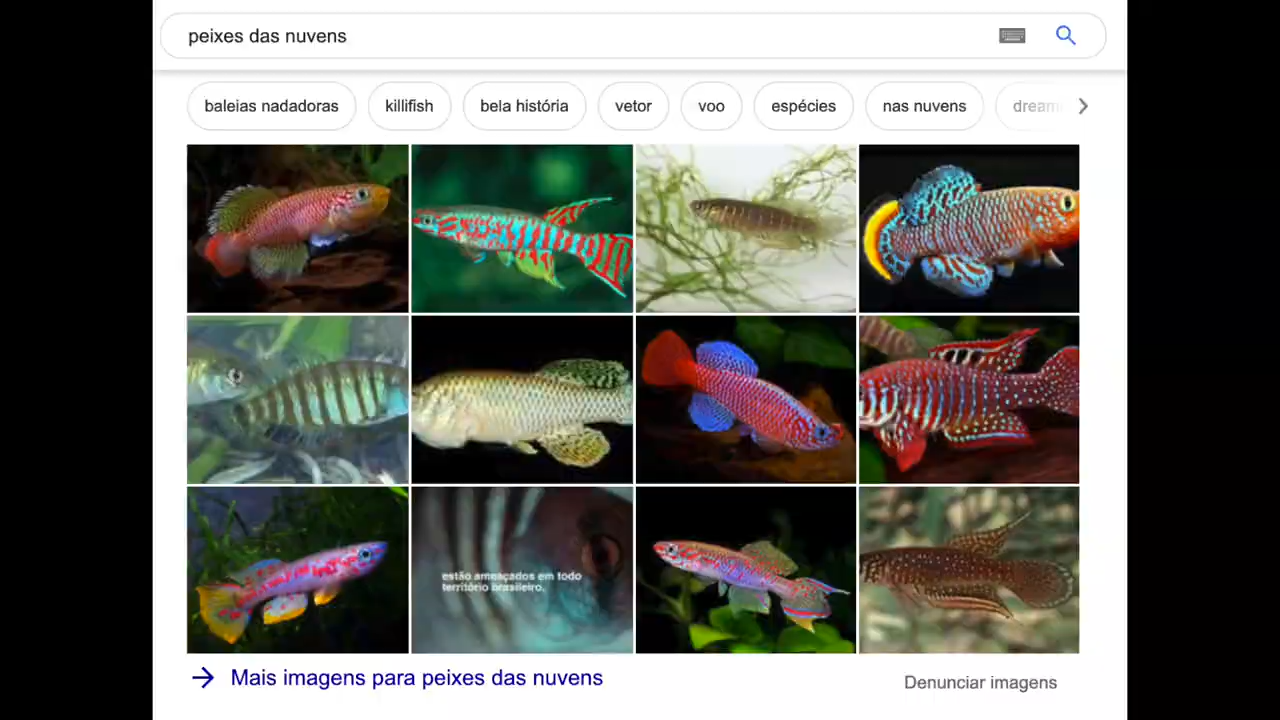 peixes das nuvens
baleias nadadoras
killifish
bela história
vetor
voo
espécies
nas nuvens
dream
estão ameaçados em todo
território brasileiro.
Mais imagens para peixes das nuvens
Denunciar imagens